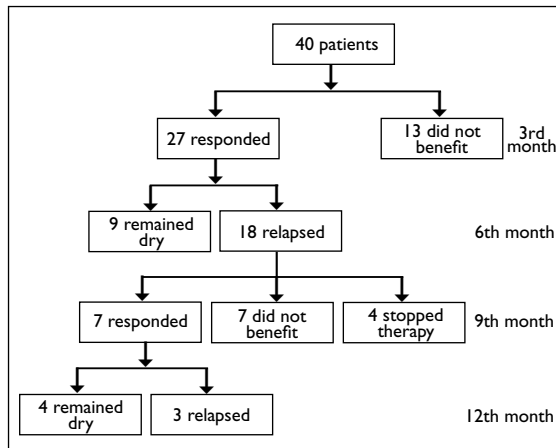 40 patients
27 responded
13 did not
benefit
3rd
month
9 remained
dry
18 relapsed
6th month
7 responded
7 did not
benefit
4 stopped
therapy
9th month
4 remained
dry
3 relapsed
12th month